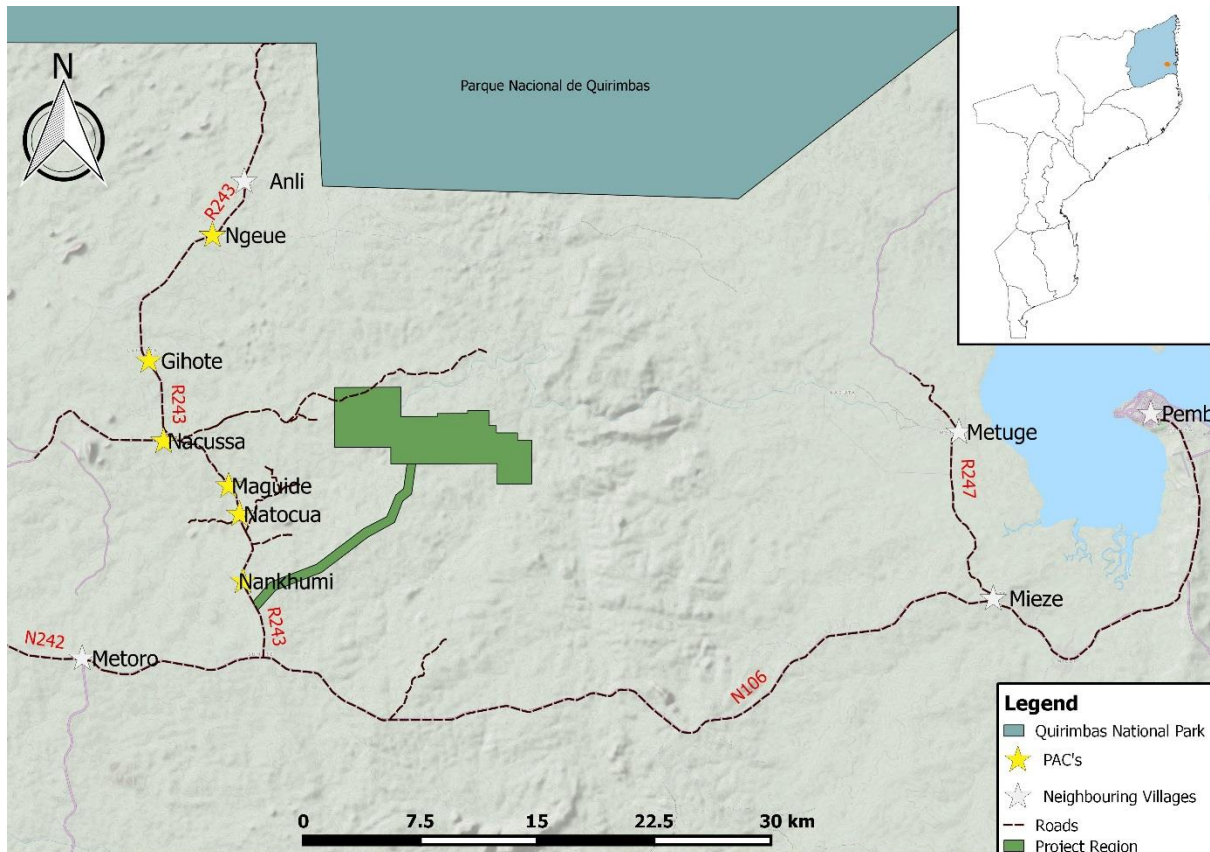 N
Parque Nacional de Quirimbas
Anli
R243
Ngeue
Gihote
R243
Nacussa
Maguide
Natocua
Nankhumi
R243
N242
Metoro
N106
Metuge
R247
Mieze
Pemb
0 7.5 15 22.5 30 km
Legend
Quirimbas National Park
PAC's
Neighbouring Villages
Roads
Project Region